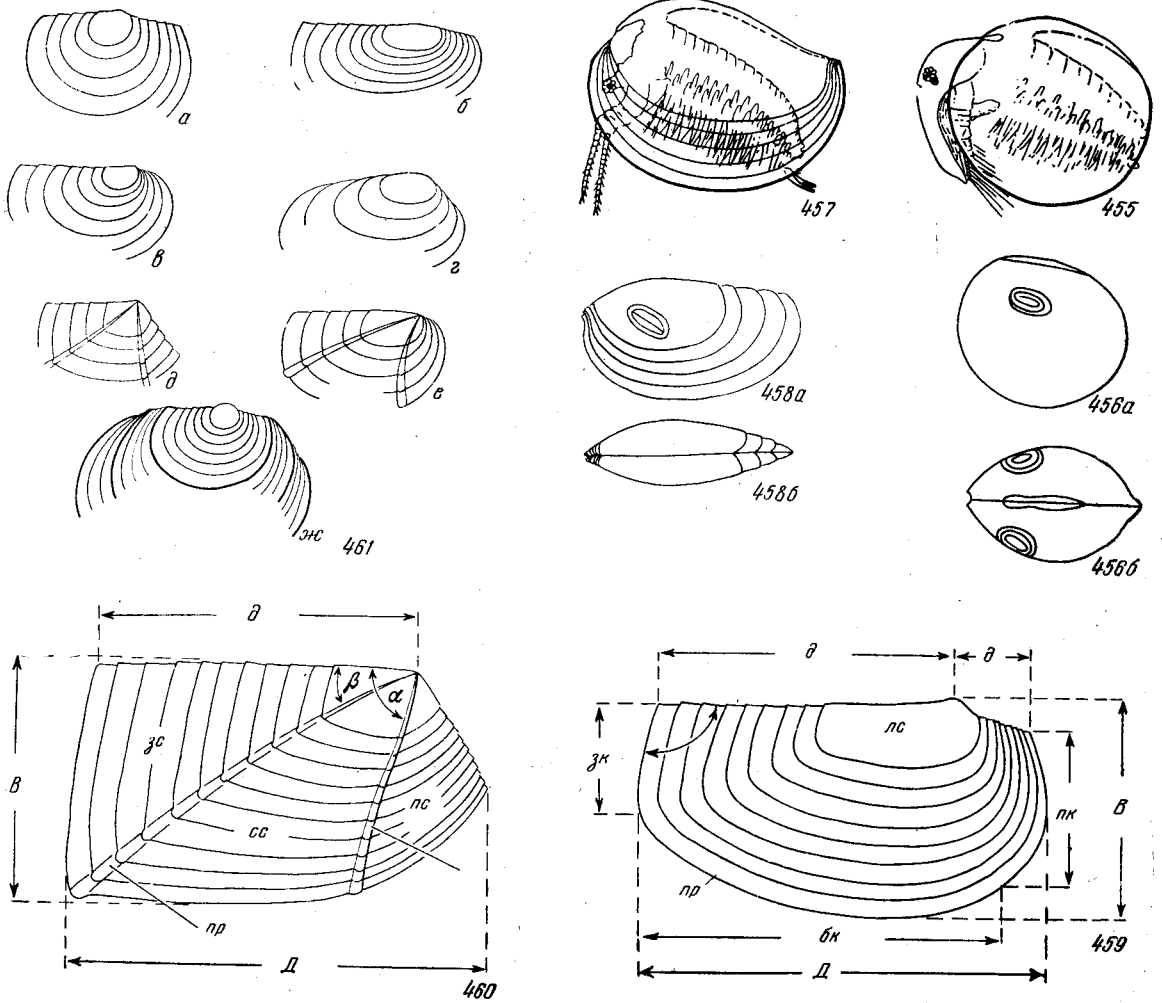 а
б
в
г
д
е
ж
461
457
455
458а
458б
456а
456б
д
В
β
α
зс
сс
пс
пр
Д
460
д
д
лс
зк
пк
В
пр
бк
Д
459